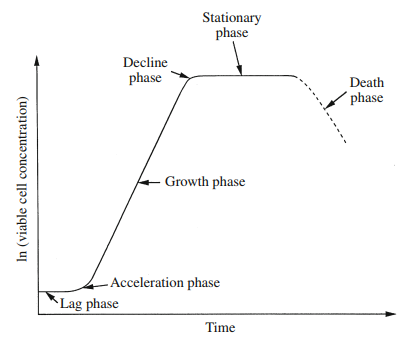 Stationary
phase
Decline
phase
Death
phase
ln (viable cell concentration)
Growth phase
Acceleration phase
Lag phase
Time